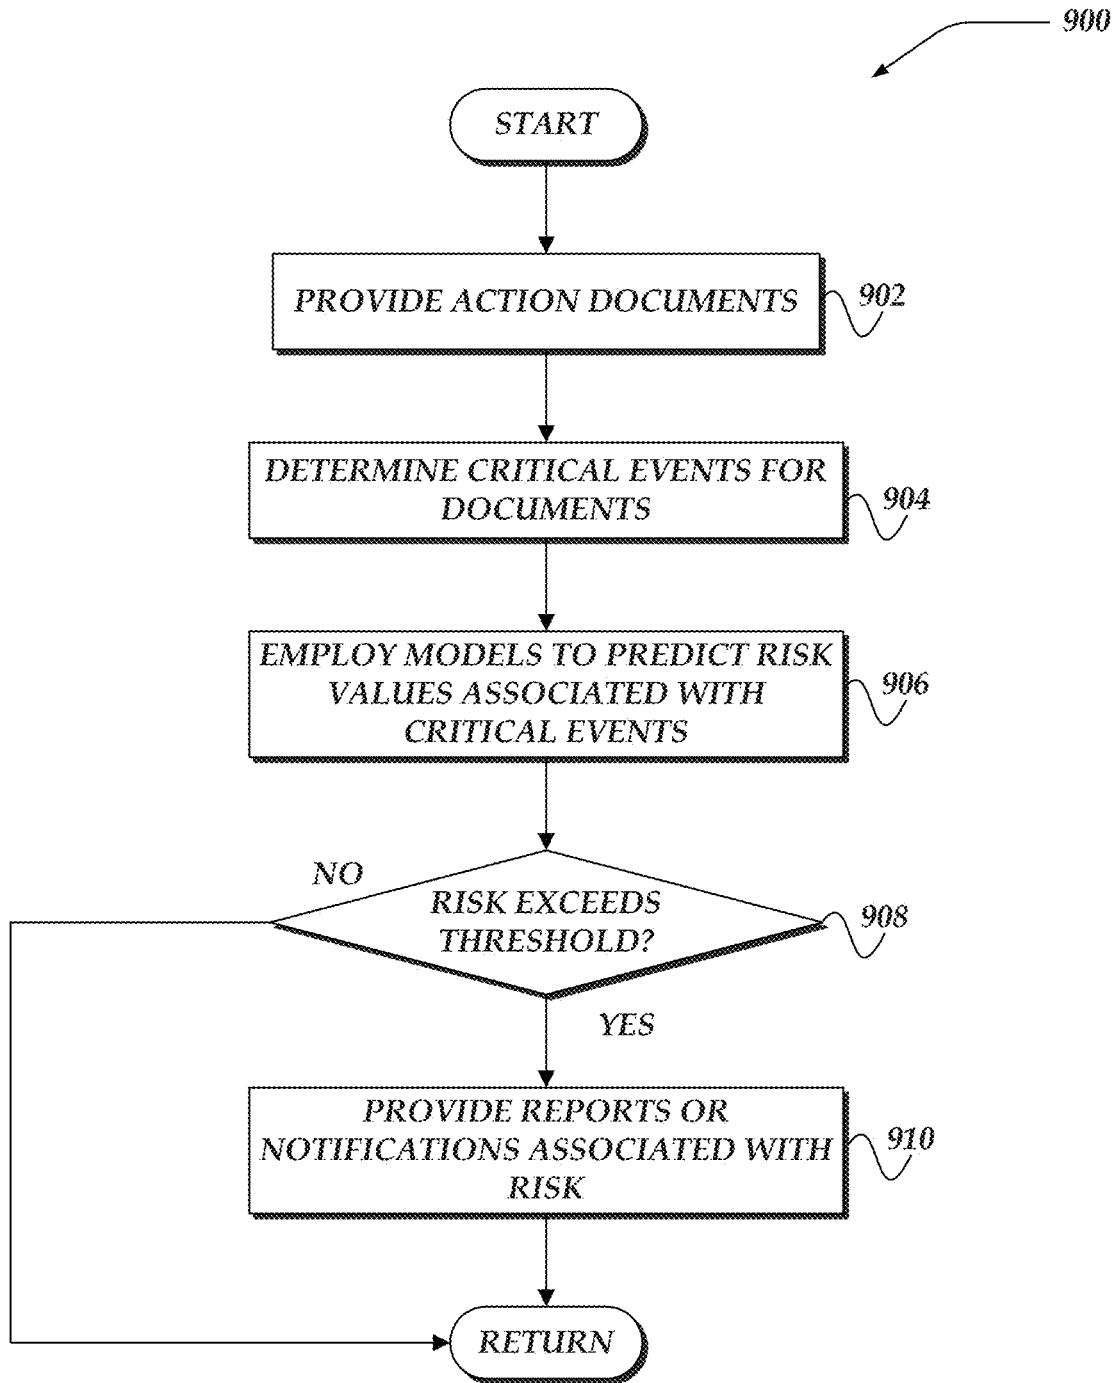 900
START
PROVIDE ACTION DOCUMENTS
902
DETERMINE CRITICAL EVENTS FOR
DOCUMENTS
904
EMPLOY MODELS TO PREDICT RISK
VALUES ASSOCIATED WITH
CRITICAL EVENTS
906
NO
RISK EXCEEDS
THRESHOLD?
908
YES
PROVIDE REPORTS OR
NOTIFICATIONS ASSOCIATED WITH
RISK
910
RETURN